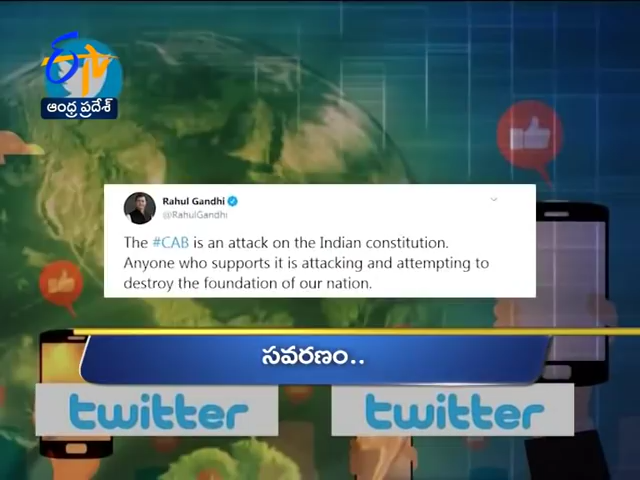 ETV
ఆంధ్ర ప్రదేశ్
Rahul Gandhi
@RahulGandhi
The #CAB is an attack on the Indian constitution.
Anyone who supports it is attacking and attempting to
destroy the foundation of our nation.
సవరణం..
twitter twitter